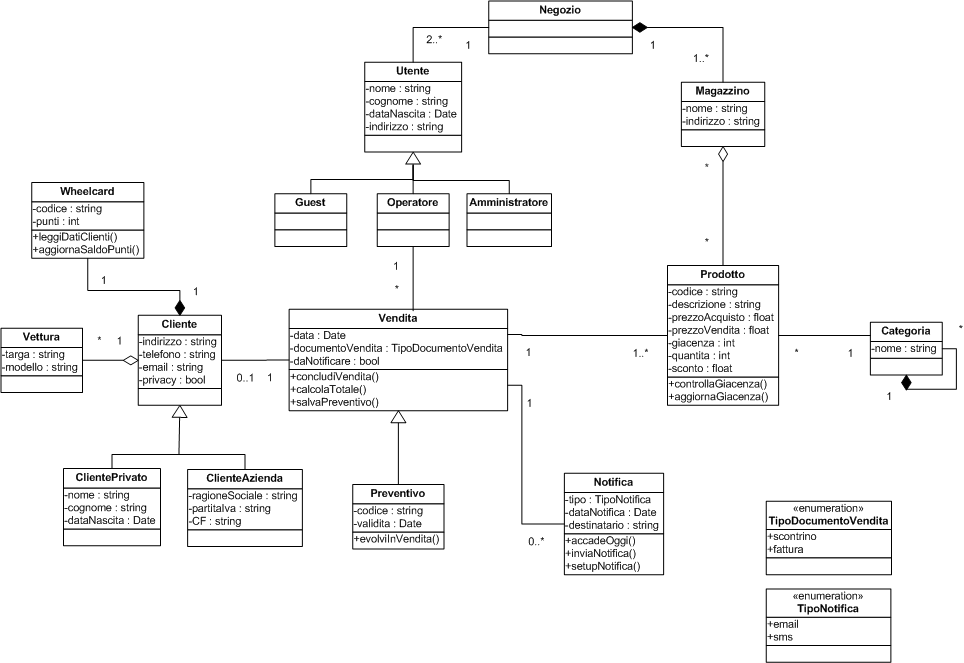 Negozio
2..*
1
1
1..*
Utente
-nome : string
-cognome : string
-dataNascita : Date
-indirizzo : string
Magazzino
-nome : string
-indirizzo : string
*
*
Wheelcard
-codice : string
-punti : int
+leggiDatiClienti()
+aggiornaSaldoPunti()
1
1
Guest
Operatore
Amministratore
1
*
Vettura
-targa : string
-modello : string
*
1
Cliente
-indirizzo : string
-telefono : string
-email : string
-privacy : bool
0..1
1
Vendita
-data : Date
-documentoVendita : TipoDocumentoVendita
-daNotificare : bool
+concludiVendita()
+calcolaTotale()
+salvaPreventivo()
1
1..*
1
Prodotto
-codice : string
-descrizione : string
-prezzoAcquisto : float
-prezzoVendita : float
-giacenza : int
-quantita : int
-sconto : float
+controllaGiacenza()
+aggiornaGiacenza()
*
1
Categoria
-nome : string
*
1
ClientePrivato
-nome : string
-cognome : string
-dataNascita : Date
ClienteAzienda
-ragioneSociale : string
-partitaIva : string
-CF : string
Preventivo
-codice : string
-validita : Date
+evolviInVendita()
0..*
Notifica
-tipo : TipoNotifica
-dataNotifica : Date
-destinatario : string
+accadeOggi()
+inviaNotifica()
+setupNotifica()
«enumeration»
TipoDocumentoVendita
+scontrino
+fattura
«enumeration»
TipoNotifica
+email
+sms